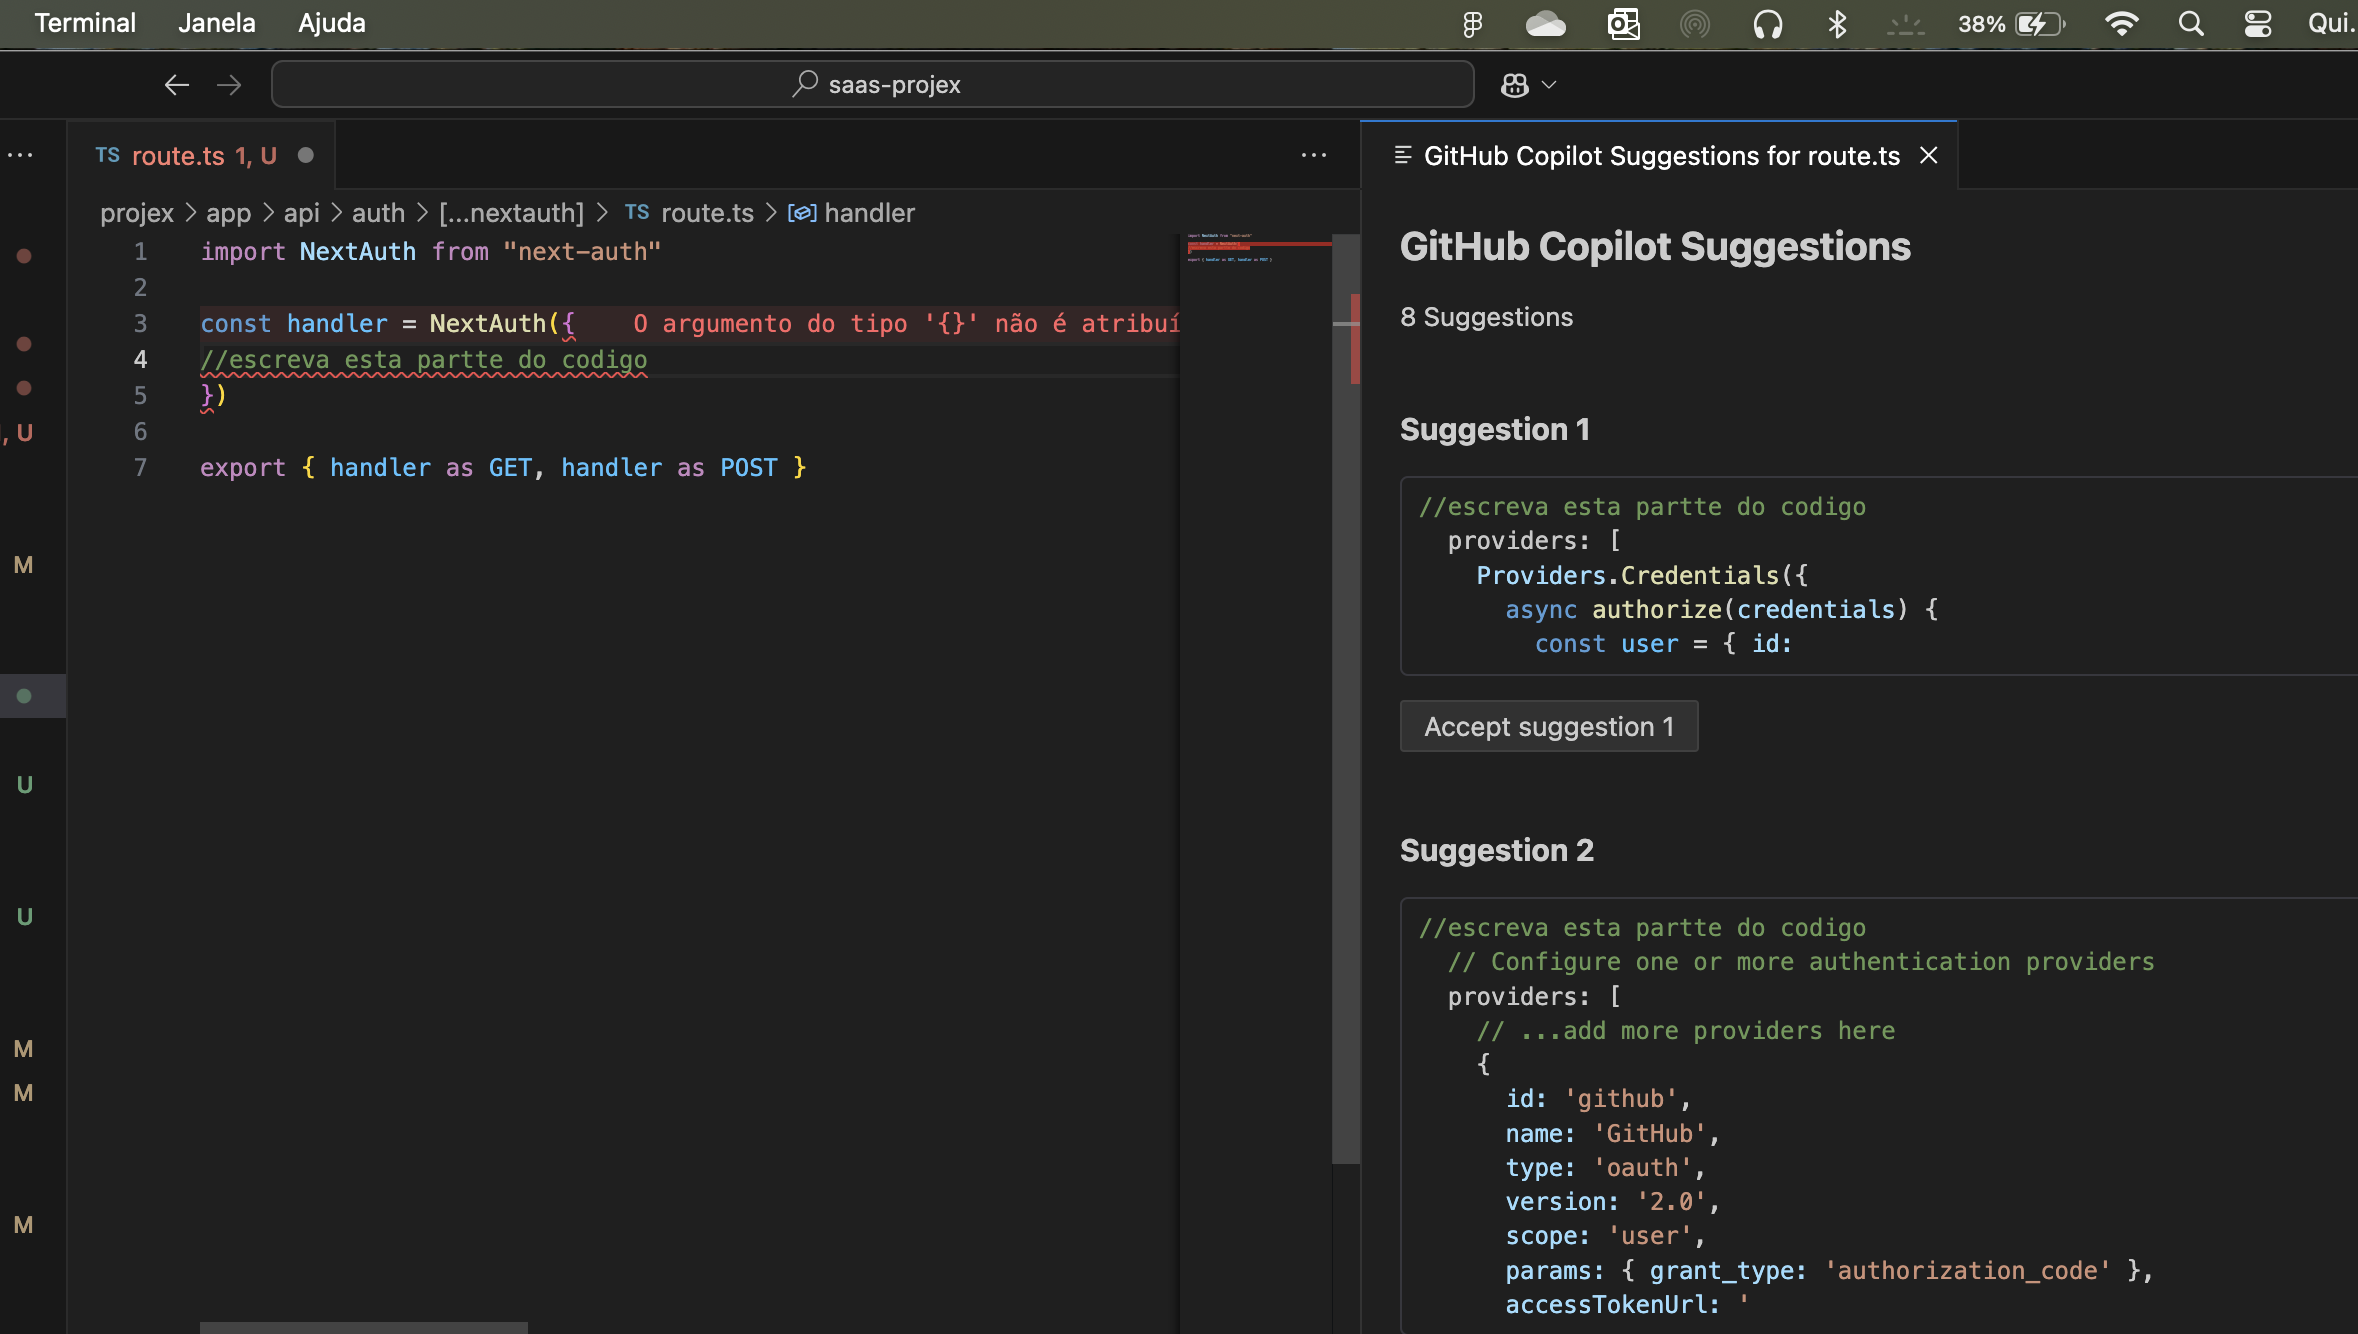 Terminal Janela Ajuda 38% Qui.
saas-projex
TS route.ts 1, U
GitHub Copilot Suggestions for route.ts
projex > app > api > auth > [...nextauth] > TS route.ts > handler
1 import NextAuth from "next-auth"
2
3 const handler = NextAuth({ O argumento do tipo '{}' não é atribuí
4 //escreva esta partte do codigo
5 })
6
7 export { handler as GET, handler as POST }
, U
M
U
U
M
M
M
GitHub Copilot Suggestions
8 Suggestions
Suggestion 1
//escreva esta partte do codigo
providers: [
Providers.Credentials({
async authorize(credentials) {
const user = { id:
Accept suggestion 1
Suggestion 2
//escreva esta partte do codigo
// Configure one or more authentication providers
providers: [
// ...add more providers here
{
id: 'github',
name: 'GitHub',
type: 'oauth',
version: '2.0',
scope: 'user',
params: { grant_type: 'authorization_code' },
accessTokenUrl: '